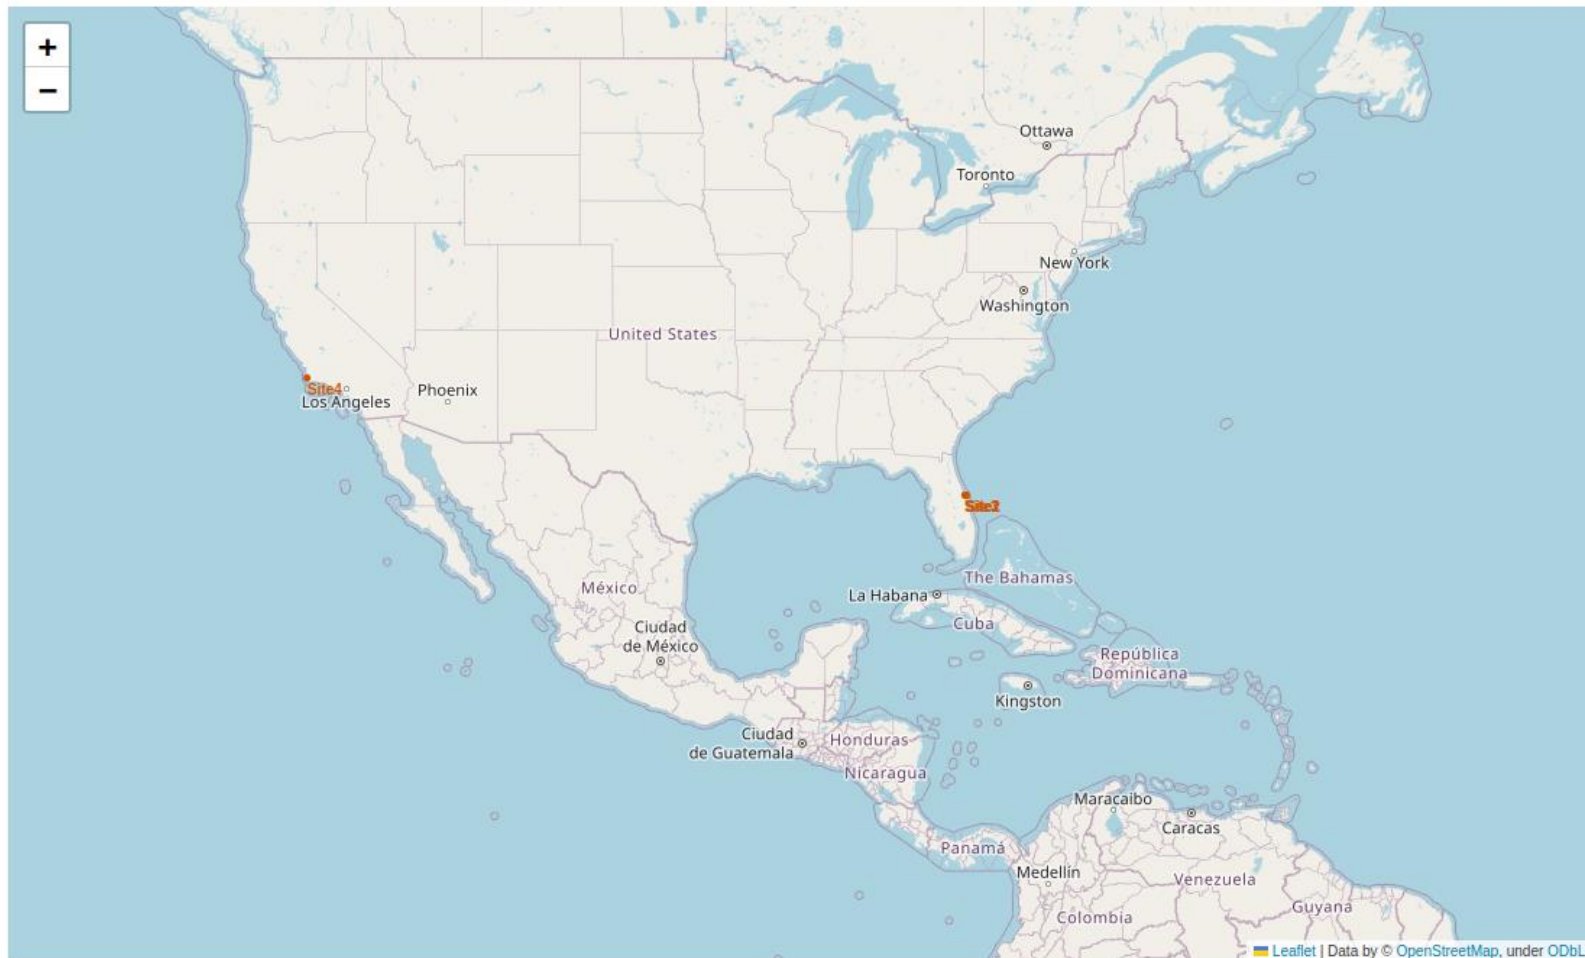 +
−
Ottawa
Toronto
New York
Washington
United States
Site4
Los Angeles
Phoenix
México
Ciudad
de México
The Bahamas
La Habana
Cuba
República
Dominicana
Kingston
Ciudad
de Guatemala
Honduras
Nicaragua
Maracaibo
Caracas
Panamá
Medellín
Venezuela
Colombia
Guyana
Leaflet | Data by © OpenStreetMap, under ODbL